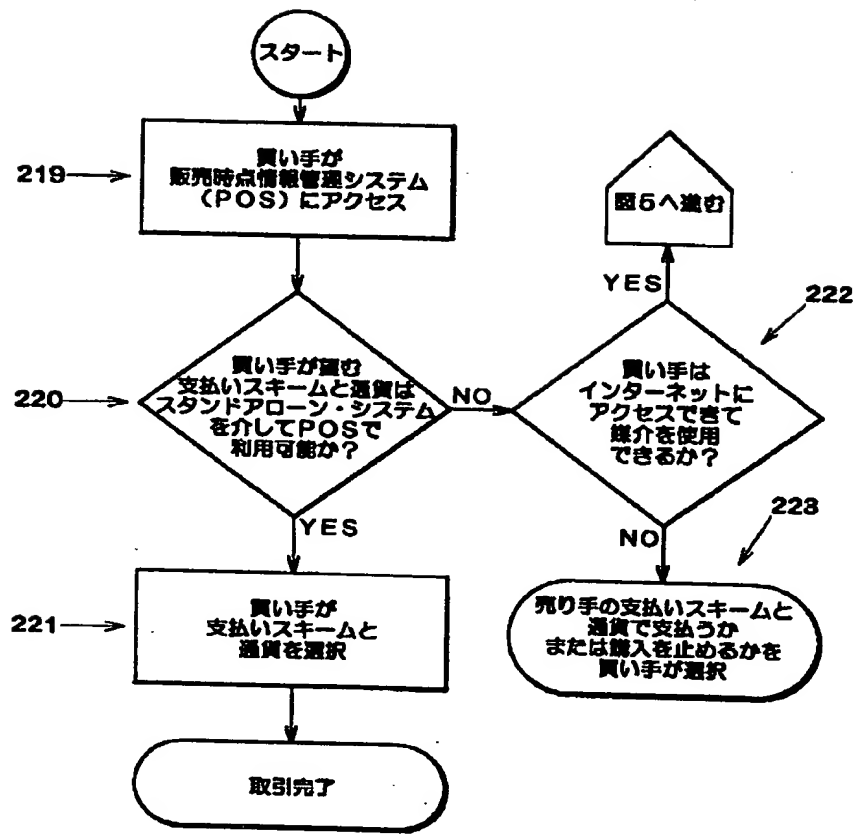 スタート
219
買い手が
販売時点情報管理システム
（POS）にアクセス
220
買い手が望む
支払いスキームと通貨は
スタンドアローン・システム
を介してPOSで
利用可能か？
NO
YES
221
買い手が
支払いスキームと
通貨を選択
取引完了
図5へ進む
YES
222
買い手は
インターネットに
アクセスできて
媒介を使用
できるか？
NO
223
売り手の支払いスキームと
通貨で支払うか
または購入を止めるかを
買い手が選択